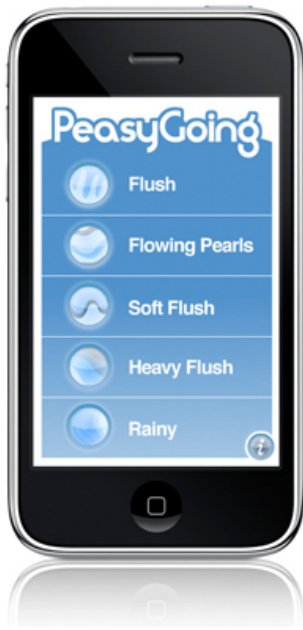 PeasyGoing
Flush
Flowing Pearls
Soft Flush
Heavy Flush
Rainy
i